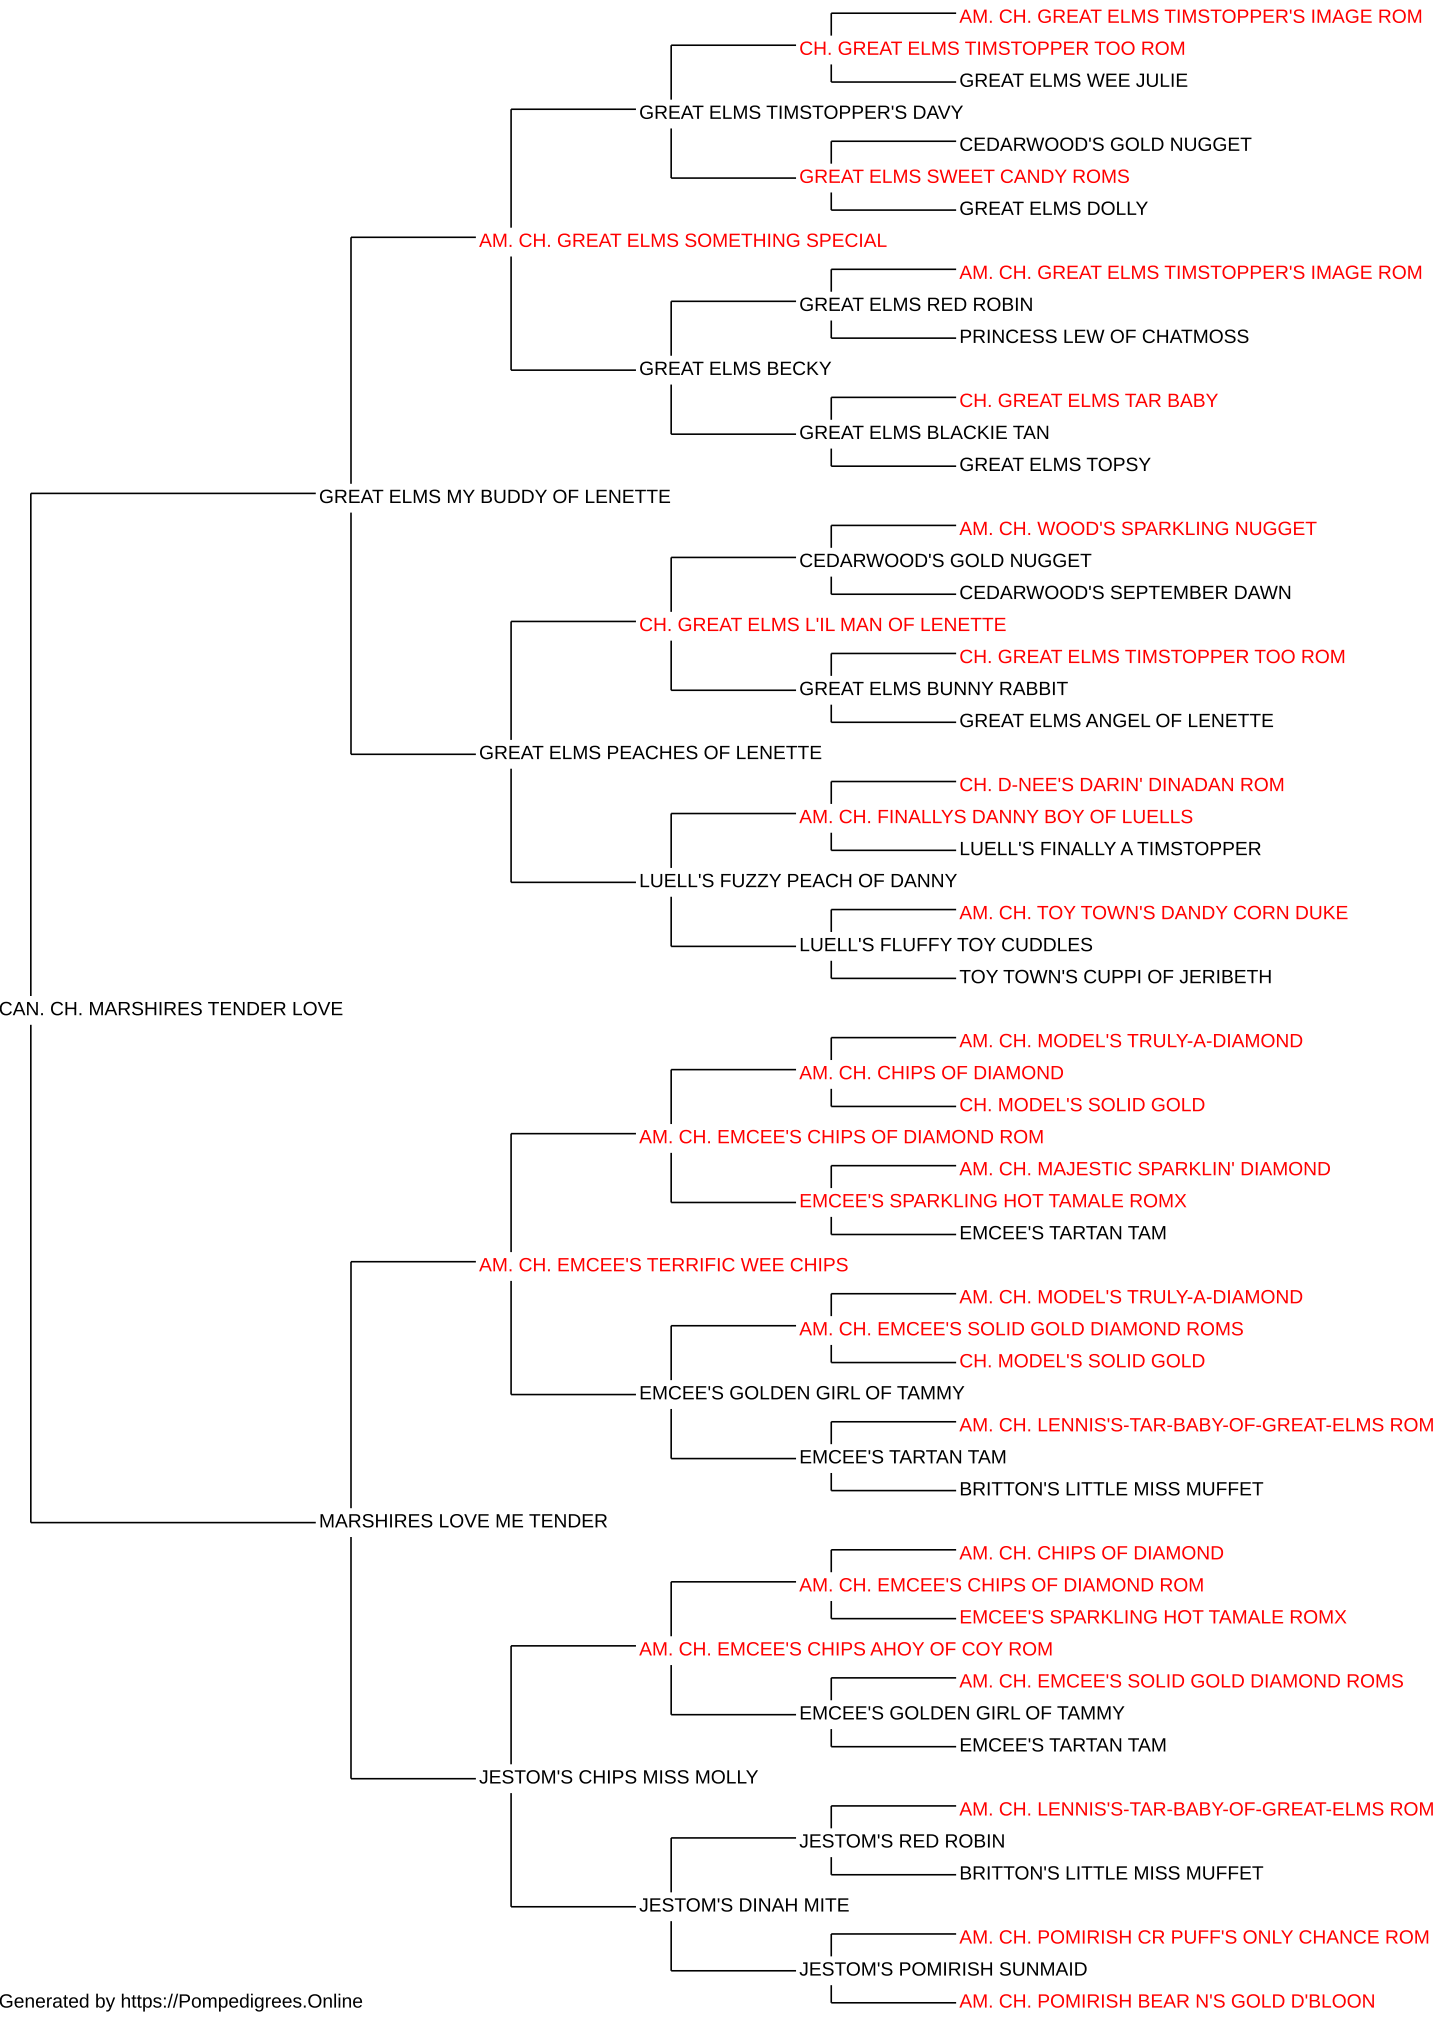 AM. CH. GREAT ELMS TIMSTOPPER'S IMAGE ROM
CH. GREAT ELMS TIMSTOPPER TOO ROM
GREAT ELMS WEE JULIE
GREAT ELMS TIMSTOPPER'S DAVY
CEDARWOOD'S GOLD NUGGET
GREAT ELMS SWEET CANDY ROMS
GREAT ELMS DOLLY
AM. CH. GREAT ELMS SOMETHING SPECIAL
AM. CH. GREAT ELMS TIMSTOPPER'S IMAGE ROM
GREAT ELMS RED ROBIN
PRINCESS LEW OF CHATMOSS
GREAT ELMS BECKY
CH. GREAT ELMS TAR BABY
GREAT ELMS BLACKIE TAN
GREAT ELMS TOPSY
GREAT ELMS MY BUDDY OF LENETTE
AM. CH. WOOD'S SPARKLING NUGGET
CEDARWOOD'S GOLD NUGGET
CEDARWOOD'S SEPTEMBER DAWN
CH. GREAT ELMS L'IL MAN OF LENETTE
CH. GREAT ELMS TIMSTOPPER TOO ROM
GREAT ELMS BUNNY RABBIT
GREAT ELMS ANGEL OF LENETTE
GREAT ELMS PEACHES OF LENETTE
CH. D-NEE'S DARIN' DINADAN ROM
AM. CH. FINALLYS DANNY BOY OF LUELLS
LUELL'S FINALLY A TIMSTOPPER
LUELL'S FUZZY PEACH OF DANNY
AM. CH. TOY TOWN'S DANDY CORN DUKE
LUELL'S FLUFFY TOY CUDDLES
TOY TOWN'S CUPPI OF JERIBETH
CAN. CH. MARSHIRES TENDER LOVE
AM. CH. MODEL'S TRULY-A-DIAMOND
AM. CH. CHIPS OF DIAMOND
CH. MODEL'S SOLID GOLD
AM. CH. EMCEE'S CHIPS OF DIAMOND ROM
AM. CH. MAJESTIC SPARKLIN' DIAMOND
EMCEE'S SPARKLING HOT TAMALE ROMX
EMCEE'S TARTAN TAM
AM. CH. EMCEE'S TERRIFIC WEE CHIPS
AM. CH. MODEL'S TRULY-A-DIAMOND
AM. CH. EMCEE'S SOLID GOLD DIAMOND ROMS
CH. MODEL'S SOLID GOLD
EMCEE'S GOLDEN GIRL OF TAMMY
AM. CH. LENNIS'S-TAR-BABY-OF-GREAT-ELMS ROM
EMCEE'S TARTAN TAM
BRITTON'S LITTLE MISS MUFFET
MARSHIRES LOVE ME TENDER
AM. CH. CHIPS OF DIAMOND
AM. CH. EMCEE'S CHIPS OF DIAMOND ROM
EMCEE'S SPARKLING HOT TAMALE ROMX
AM. CH. EMCEE'S CHIPS AHOY OF COY ROM
AM. CH. EMCEE'S SOLID GOLD DIAMOND ROMS
EMCEE'S GOLDEN GIRL OF TAMMY
EMCEE'S TARTAN TAM
JESTOM'S CHIPS MISS MOLLY
AM. CH. LENNIS'S-TAR-BABY-OF-GREAT-ELMS ROM
JESTOM'S RED ROBIN
BRITTON'S LITTLE MISS MUFFET
JESTOM'S DINAH MITE
AM. CH. POMIRISH CR PUFF'S ONLY CHANCE ROM
JESTOM'S POMIRISH SUNMAID
AM. CH. POMIRISH BEAR N'S GOLD D'BLOON
Generated by https://Pompedigrees.Online